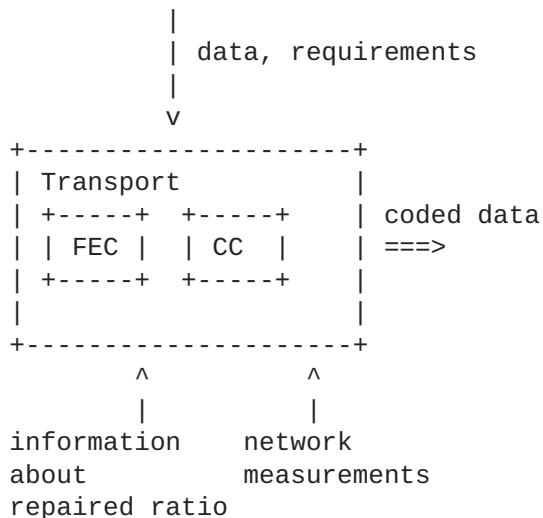 data, requirements
Transport
FEC CC
coded data
===>
information network
about measurements
repaired ratio